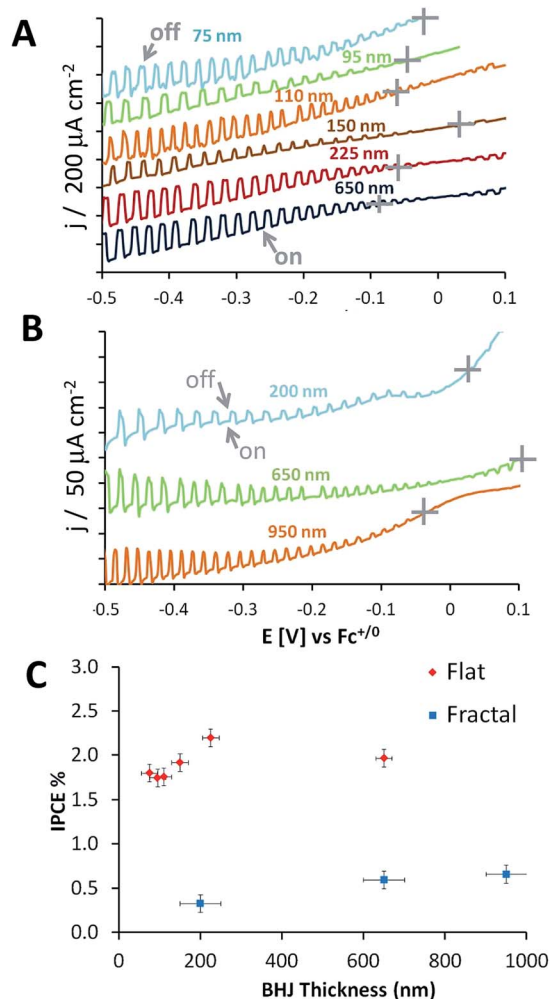 A
off
75 nm
95 nm
110 nm
150 nm
225 nm
650 nm
on
j / 200 µA cm-2
-0.5 -0.4 -0.3 -0.2 -0.1 0 0.1
B
off
on
200 nm
650 nm
950 nm
j / 50 µA cm-2
-0.5 -0.4 -0.3 -0.2 -0.1 0 0.1
E [V] vs Fc+/0
C
Flat
Fractal
3.0
2.5
2.0
1.5
1.0
0.5
0.0
IPCE %
0 200 400 600 800 1000
BHJ Thickness (nm)